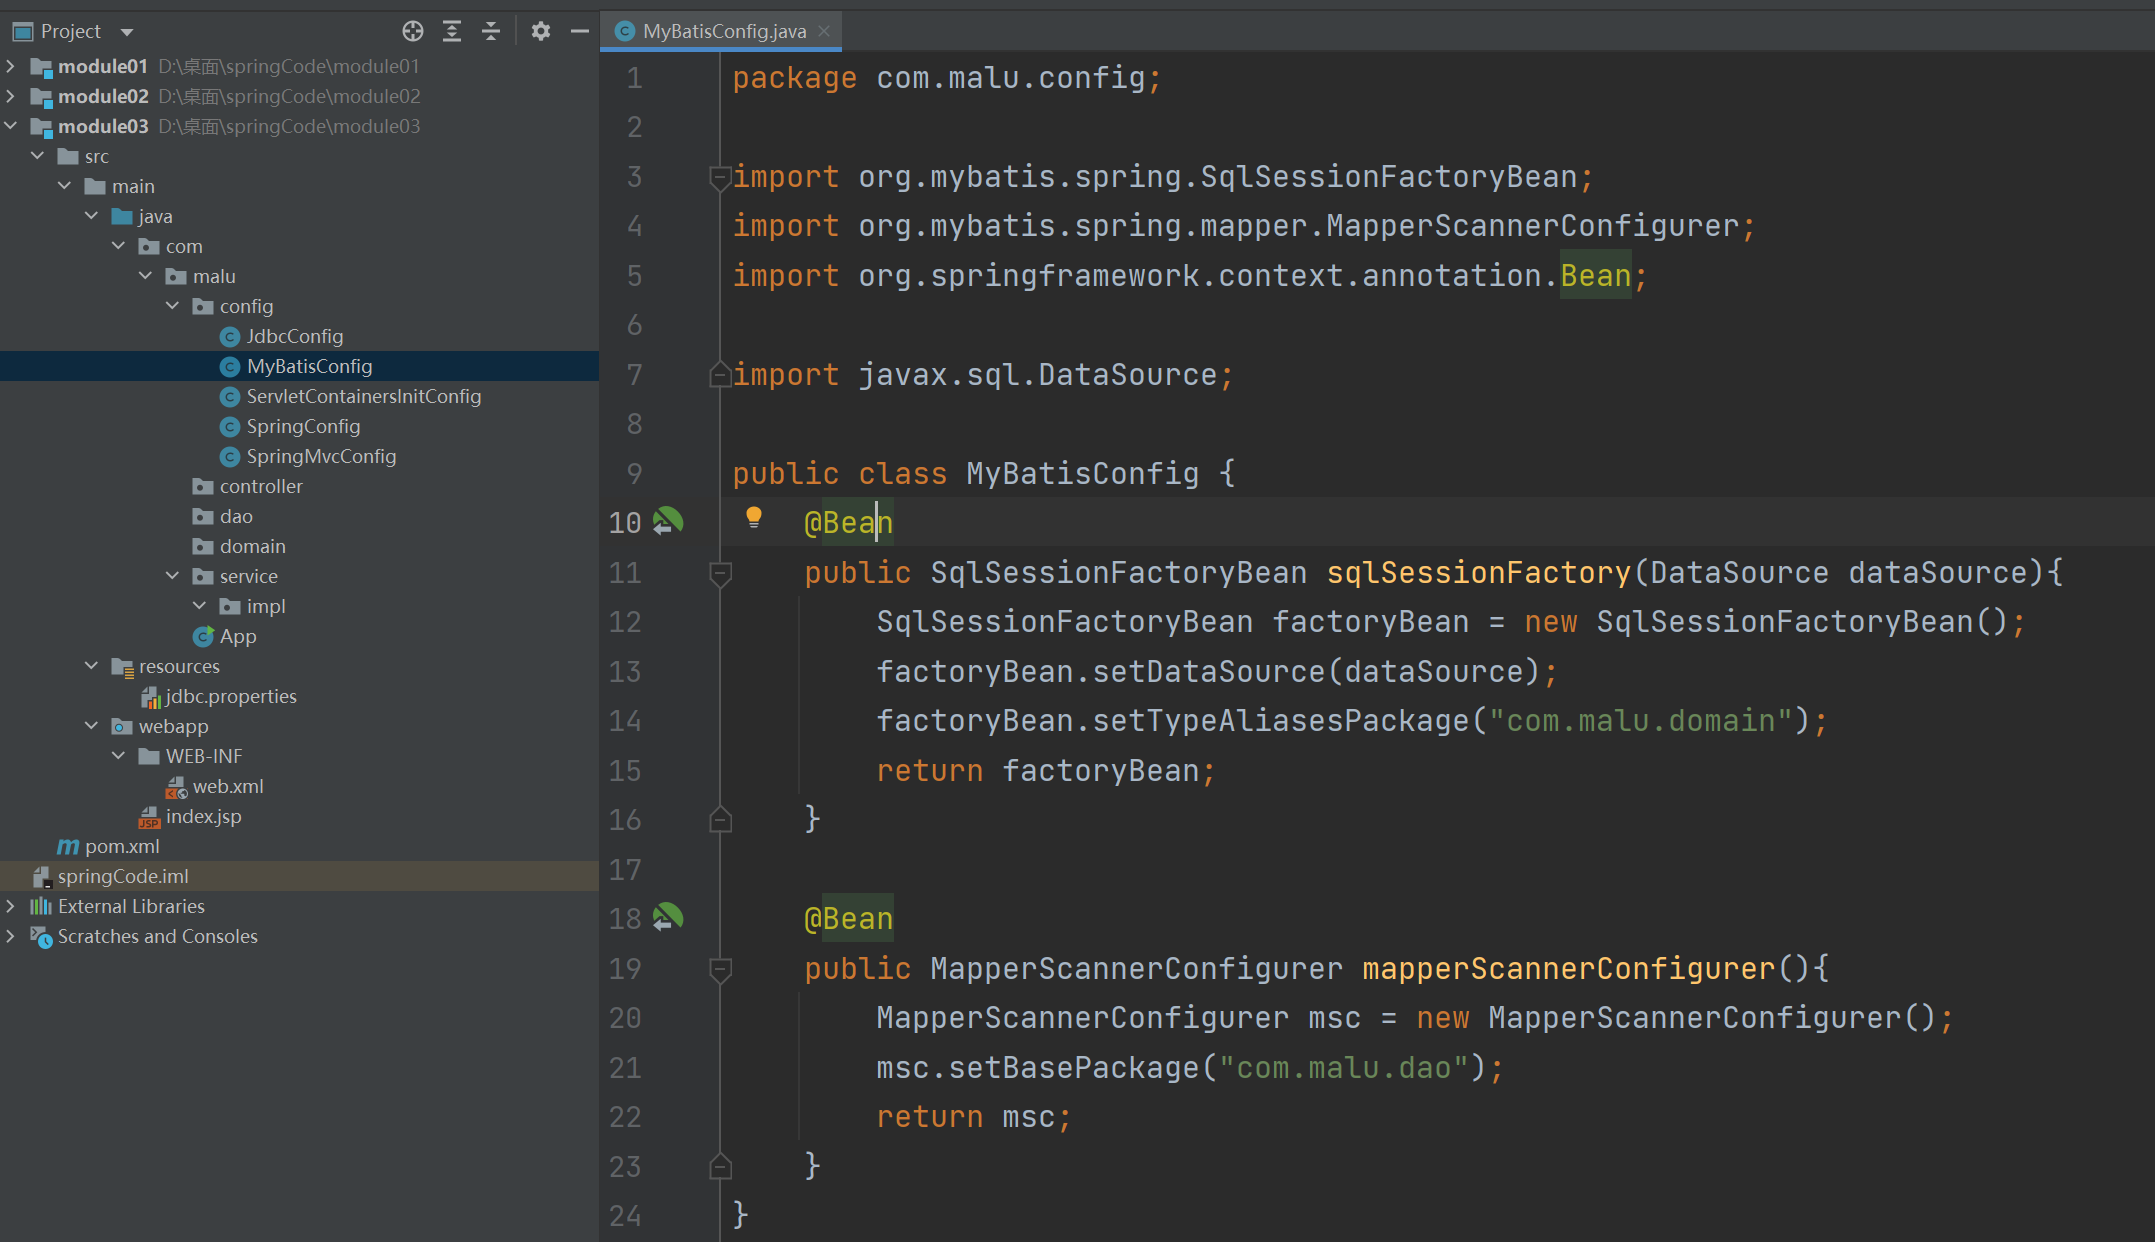 Project
module01 D:\桌面\springCode\module01
module02 D:\桌面\springCode\module02
module03 D:\桌面\springCode\module03
src
main
java
com
malu
config
JdbcConfig
MyBatisConfig
ServletContainersInitConfig
SpringConfig
SpringMvcConfig
controller
dao
domain
service
impl
App
resources
jdbc.properties
webapp
WEB-INF
web.xml
index.jsp
pom.xml
springCode.iml
External Libraries
Scratches and Consoles
MyBatisConfig.java
1 package com.malu.config;
2
3 import org.mybatis.spring.SqlSessionFactoryBean;
4 import org.mybatis.spring.mapper.MapperScannerConfigurer;
5 import org.springframework.context.annotation.Bean;
6
7 import javax.sql.DataSource;
8
9 public class MyBatisConfig {
10 @Bean
11 public SqlSessionFactoryBean sqlSessionFactory(DataSource dataSource){
12 SqlSessionFactoryBean factoryBean = new SqlSessionFactoryBean();
13 factoryBean.setDataSource(dataSource);
14 factoryBean.setTypeAliasesPackage("com.malu.domain");
15 return factoryBean;
16 }
17
18 @Bean
19 public MapperScannerConfigurer mapperScannerConfigurer(){
20 MapperScannerConfigurer msc = new MapperScannerConfigurer();
21 msc.setBasePackage("com.malu.dao");
22 return msc;
23 }
24 }